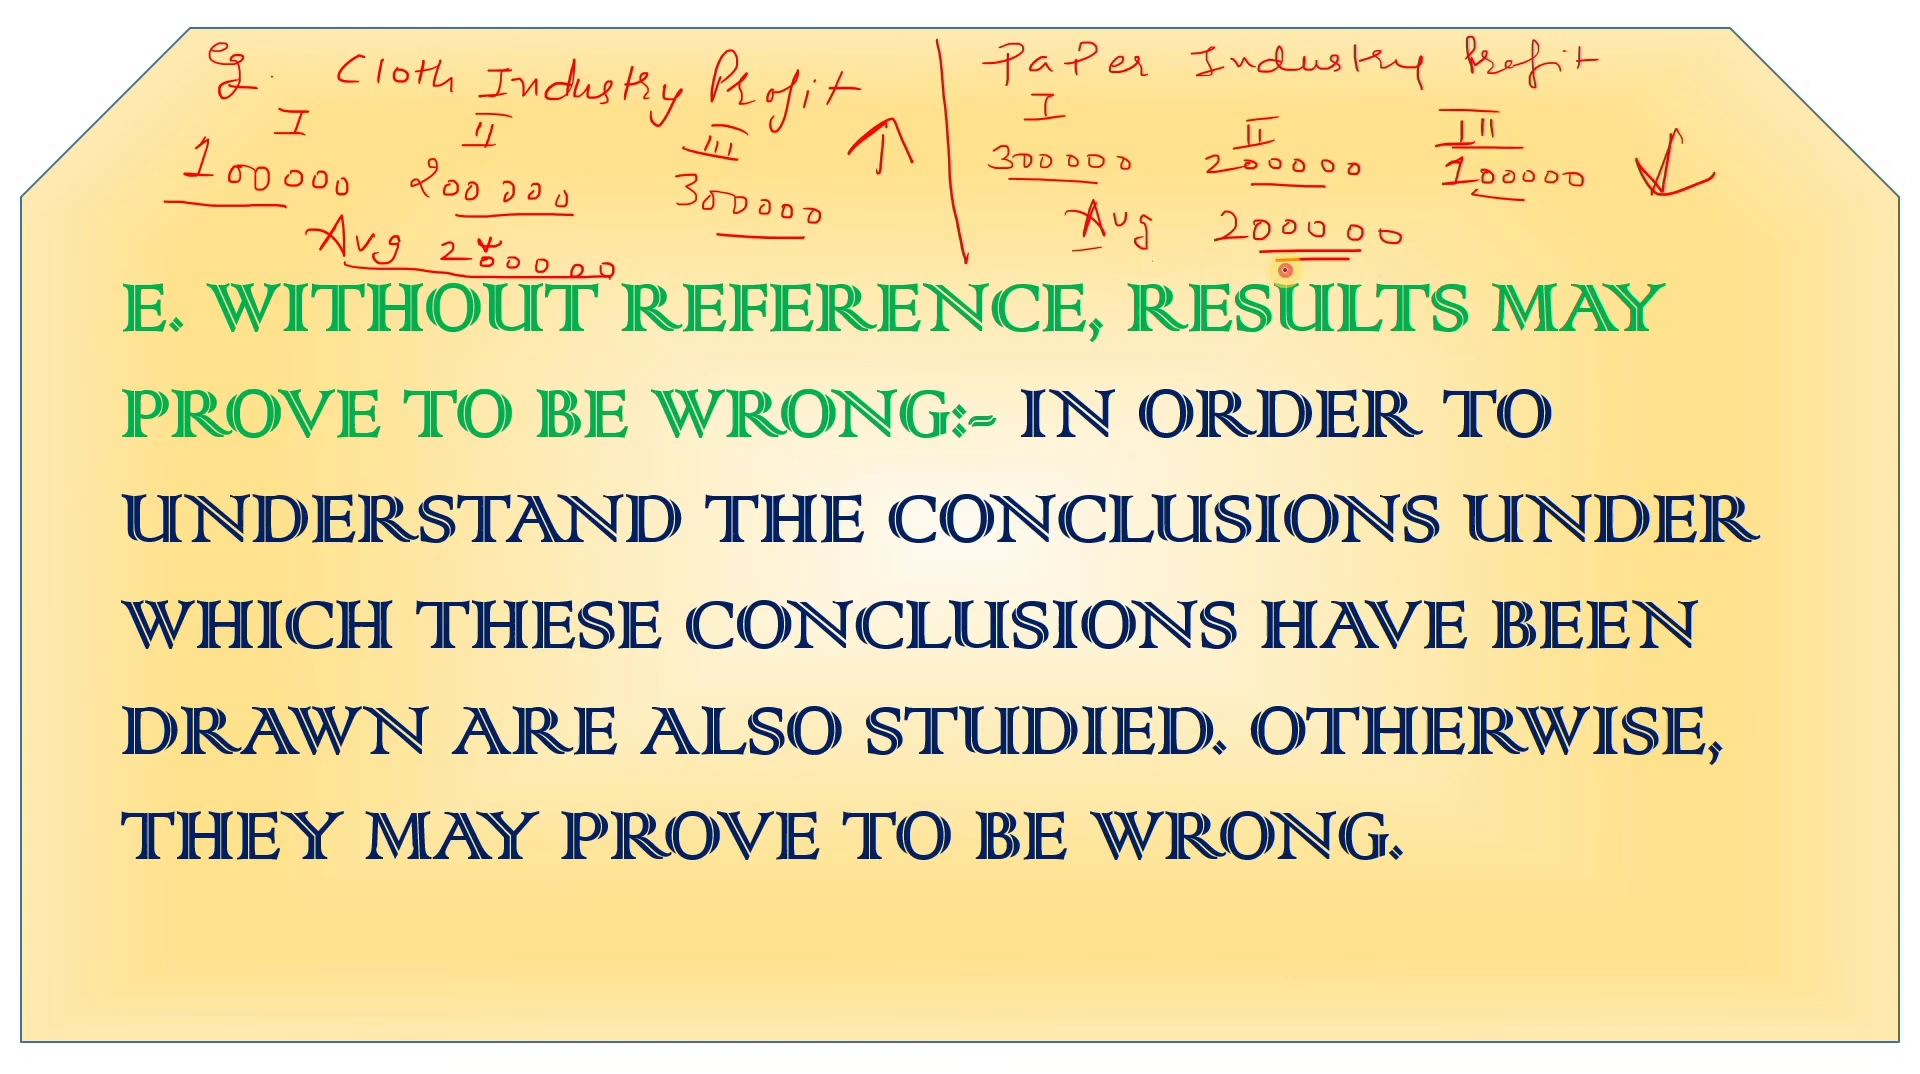 eg. Cloth Industry Profit
I II III
100000 200000 300000
Avg 200000
Paper Industry Profit
I II III
300000 200000 100000
Avg 200000
E. WITHOUT REFERENCE, RESULTS MAY
PROVE TO BE WRONG:- IN ORDER TO
UNDERSTAND THE CONCLUSIONS UNDER
WHICH THESE CONCLUSIONS HAVE BEEN
DRAWN ARE ALSO STUDIED. OTHERWISE,
THEY MAY PROVE TO BE WRONG.